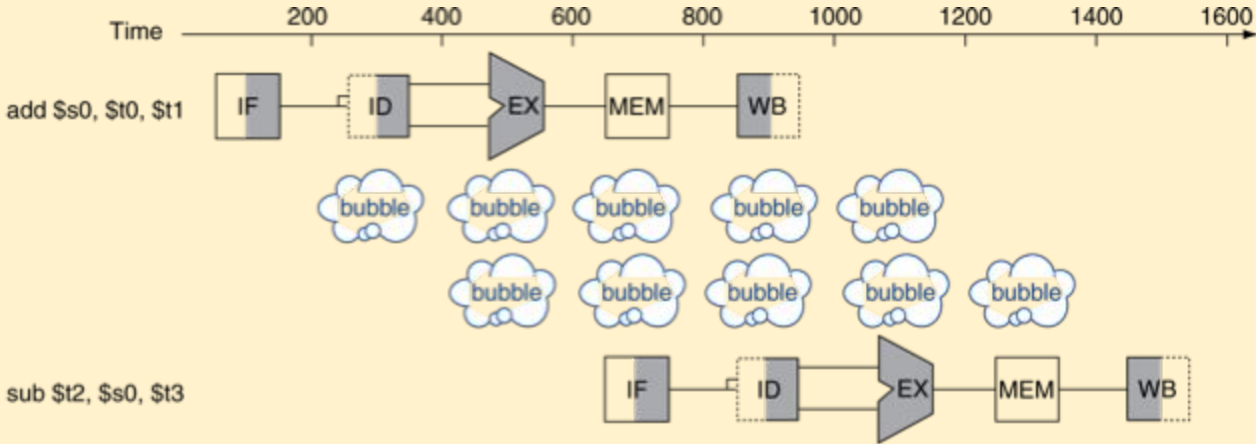 200 400 600 800 1000 1200 1400 1600
Time
add $s0, $t0, $t1 IF ID EX MEM WB
bubble bubble bubble bubble bubble
bubble bubble bubble bubble bubble
sub $t2, $s0, $t3 IF ID EX MEM WB